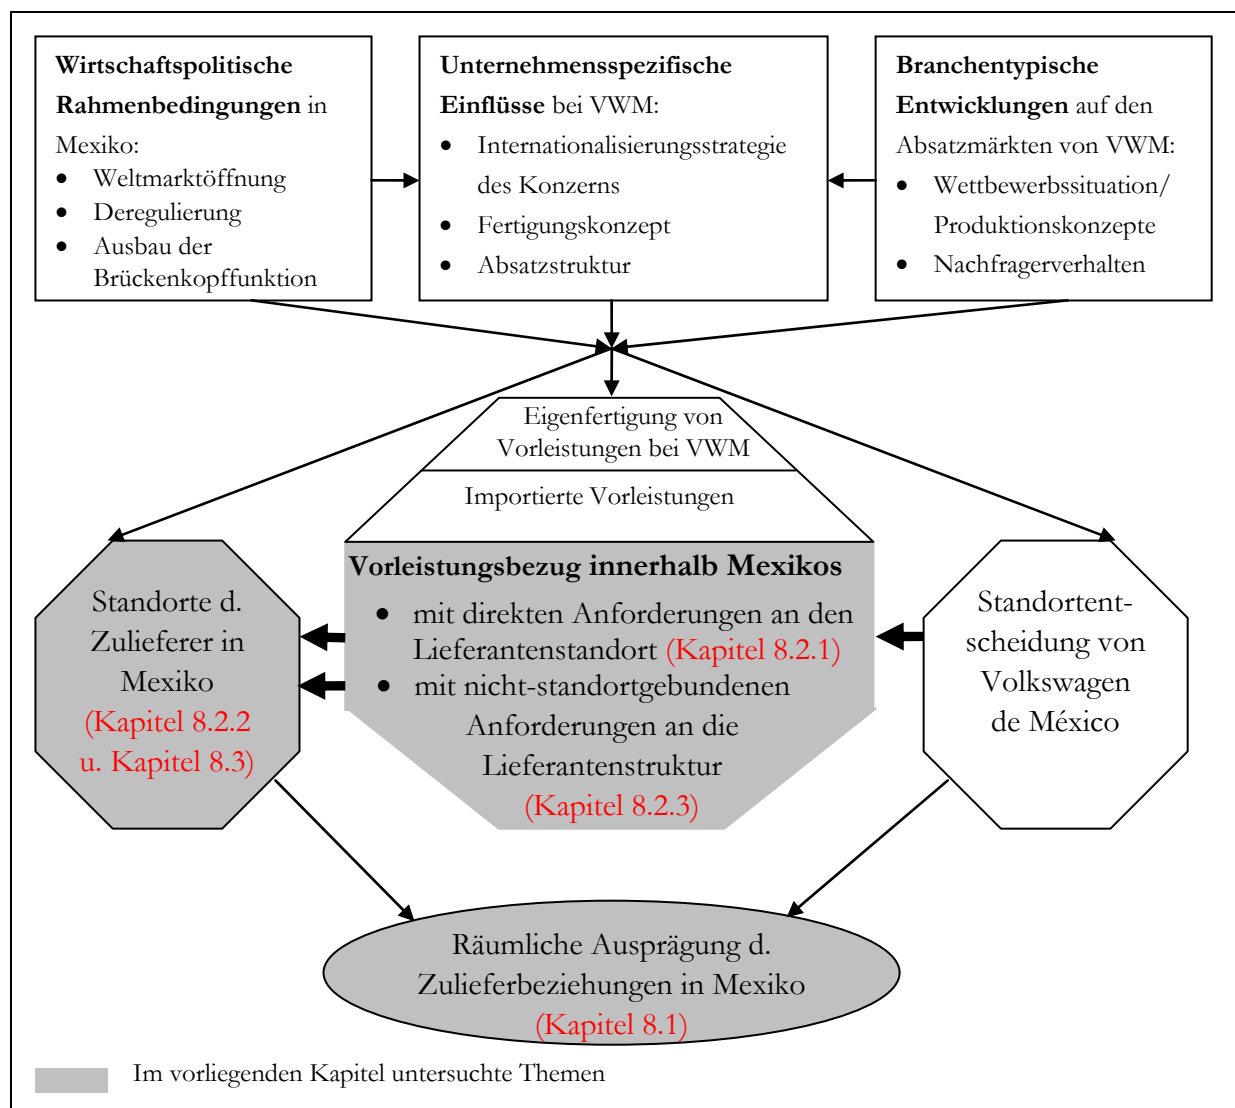 Wirtschaftspolitische
Rahmenbedingungen in
Mexiko:
• Weltmarktöffnung
• Deregulierung
• Ausbau der
Brückenkopffunktion
Unternehmensspezifische
Einflüsse bei VWM:
• Internationalisierungsstrategie
des Konzerns
• Fertigungskonzept
• Absatzstruktur
Branchentypische
Entwicklungen auf den
Absatzmärkten von VWM:
• Wettbewerbssituation/
Produktionskonzepte
• Nachfragerverhalten
Eigenfertigung von
Vorleistungen bei VWM
Importierte Vorleistungen
Vorleistungsbezug innerhalb Mexikos
• mit direkten Anforderungen an den
Lieferantenstandort (Kapitel 8.2.1)
• mit nicht-standortgebundenen
Anforderungen an die
Lieferantenstruktur
(Kapitel 8.2.3)
Standorte d.
Zulieferer in
Mexiko
(Kapitel 8.2.2
u. Kapitel 8.3)
Standortent-
scheidung von
Volkswagen
de México
Räumliche Ausprägung d.
Zulieferbeziehungen in Mexiko
(Kapitel 8.1)
Im vorliegenden Kapitel untersuchte Themen